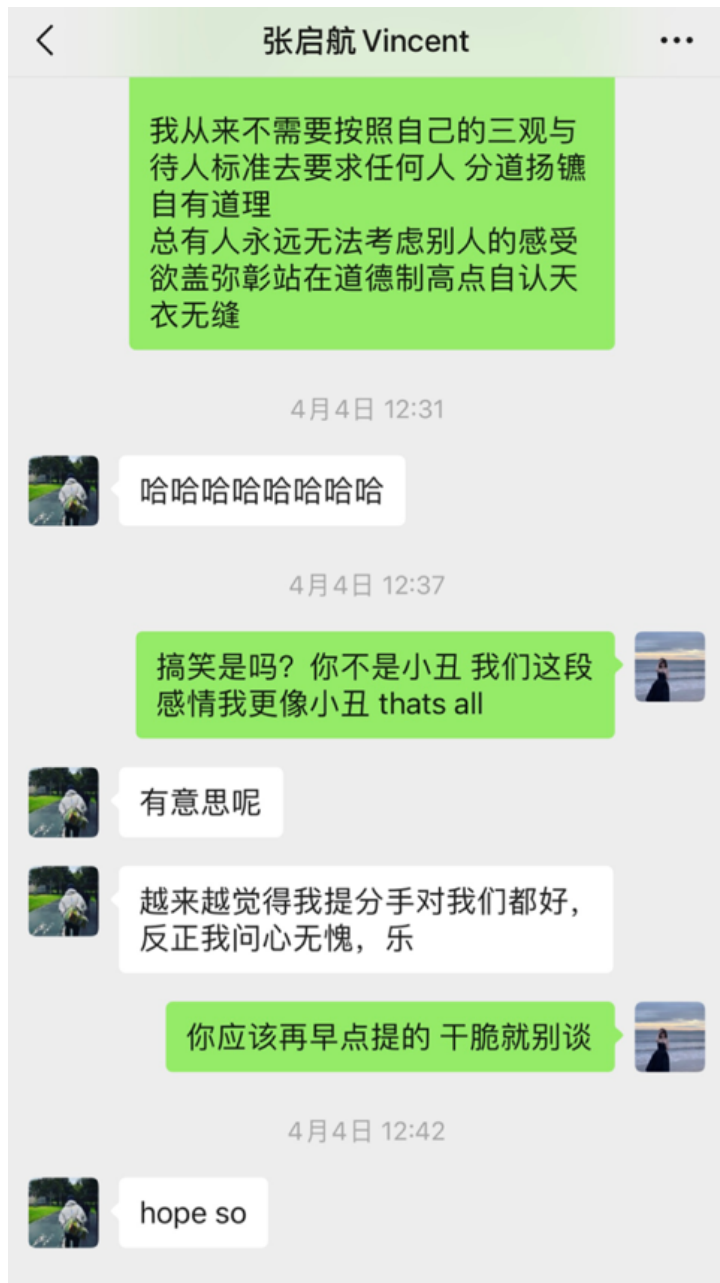 张启航 Vincent
我从来不需要按照自己的三观与
待人标准去要求任何人 分道扬镳
自有道理
总有人永远无法考虑别人的感受
欲盖弥彰站在道德制高点自认天
衣无缝
4月4日 12:31
哈哈哈哈哈哈哈哈
4月4日 12:37
搞笑是吗？你不是小丑 我们这段
感情我更像小丑 thats all
有意思呢
越来越觉得我提分手对我们都好，
反正我问心无愧，乐
你应该再早点提的 干脆就别谈
4月4日 12:42
hope so